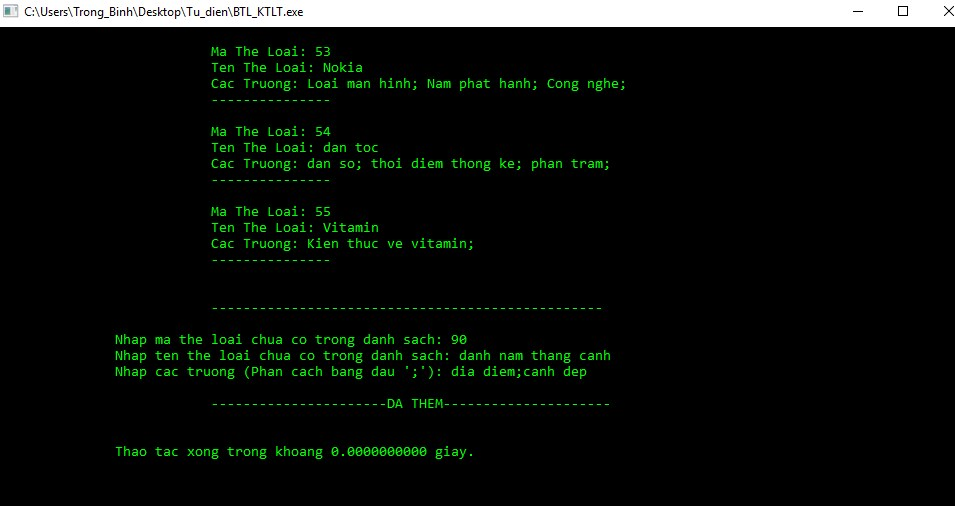 C:\Users\Trong_Binh\Desktop\Tu_dien\BTL_KTLT.exe
Ma The Loai: 53
Ten The Loai: Nokia
Cac Truong: Loai man hinh; Nam phat hanh; Cong nghe;
---------------
Ma The Loai: 54
Ten The Loai: dan toc
Cac Truong: dan so; thoi diem thong ke; phan tram;
---------------
Ma The Loai: 55
Ten The Loai: Vitamin
Cac Truong: Kien thuc ve vitamin;
---------------
-------------------------------------------------
Nhap ma the loai chua co trong danh sach: 90
Nhap ten the loai chua co trong danh sach: danh nam thang canh
Nhap cac truong (Phan cach bang dau ';'): dia diem;canh dep
----------------------DA THEM---------------------
Thao tac xong trong khoang 0.0000000000 giay.